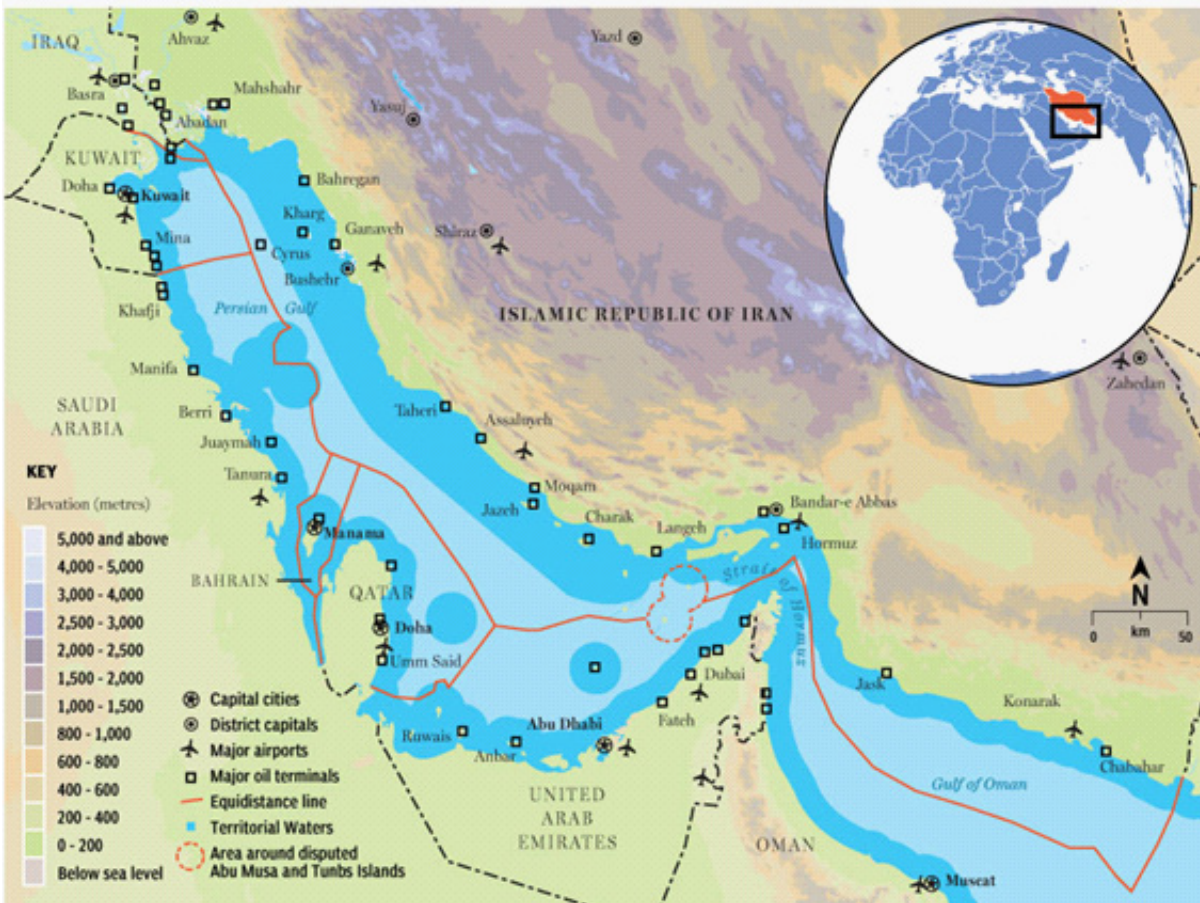 IRAQ
Ahvaz
Yazd
Basra
Mahshahr
Abadan
Yasuj
KUWAIT
Doha
Kuwait
Bahregan
Kharg
Ganaveh
Shiraz
Mina
Cyrus
Bushehr
Khafji
Persian Gulf
ISLAMIC REPUBLIC OF IRAN
Manifa
Zahedan
SAUDI
ARABIA
Berri
Taheri
Assaluyeh
Juaymah
Tanura
Moqam
Jazeh
Bandar-e Abbas
Charak
Langeh
Hormuz
Manama
Strait of Hormuz
BAHRAIN
QATAR
Doha
Umm Said
Dubai
Jask
Konarak
Fateh
Abu Dhabi
Ruwais
Anbar
Chabahar
Gulf of Oman
UNITED
ARAB
EMIRATES
OMAN
Muscat
N
0 km 50
KEY
Elevation (metres)
5,000 and above
4,000 - 5,000
3,000 - 4,000
2,500 - 3,000
2,000 - 2,500
1,500 - 2,000
1,000 - 1,500
800 - 1,000
600 - 800
400 - 600
200 - 400
0 - 200
Below sea level
Capital cities
District capitals
Major airports
Major oil terminals
Equidistance line
Territorial Waters
Area around disputed
Abu Musa and Tunbs Islands